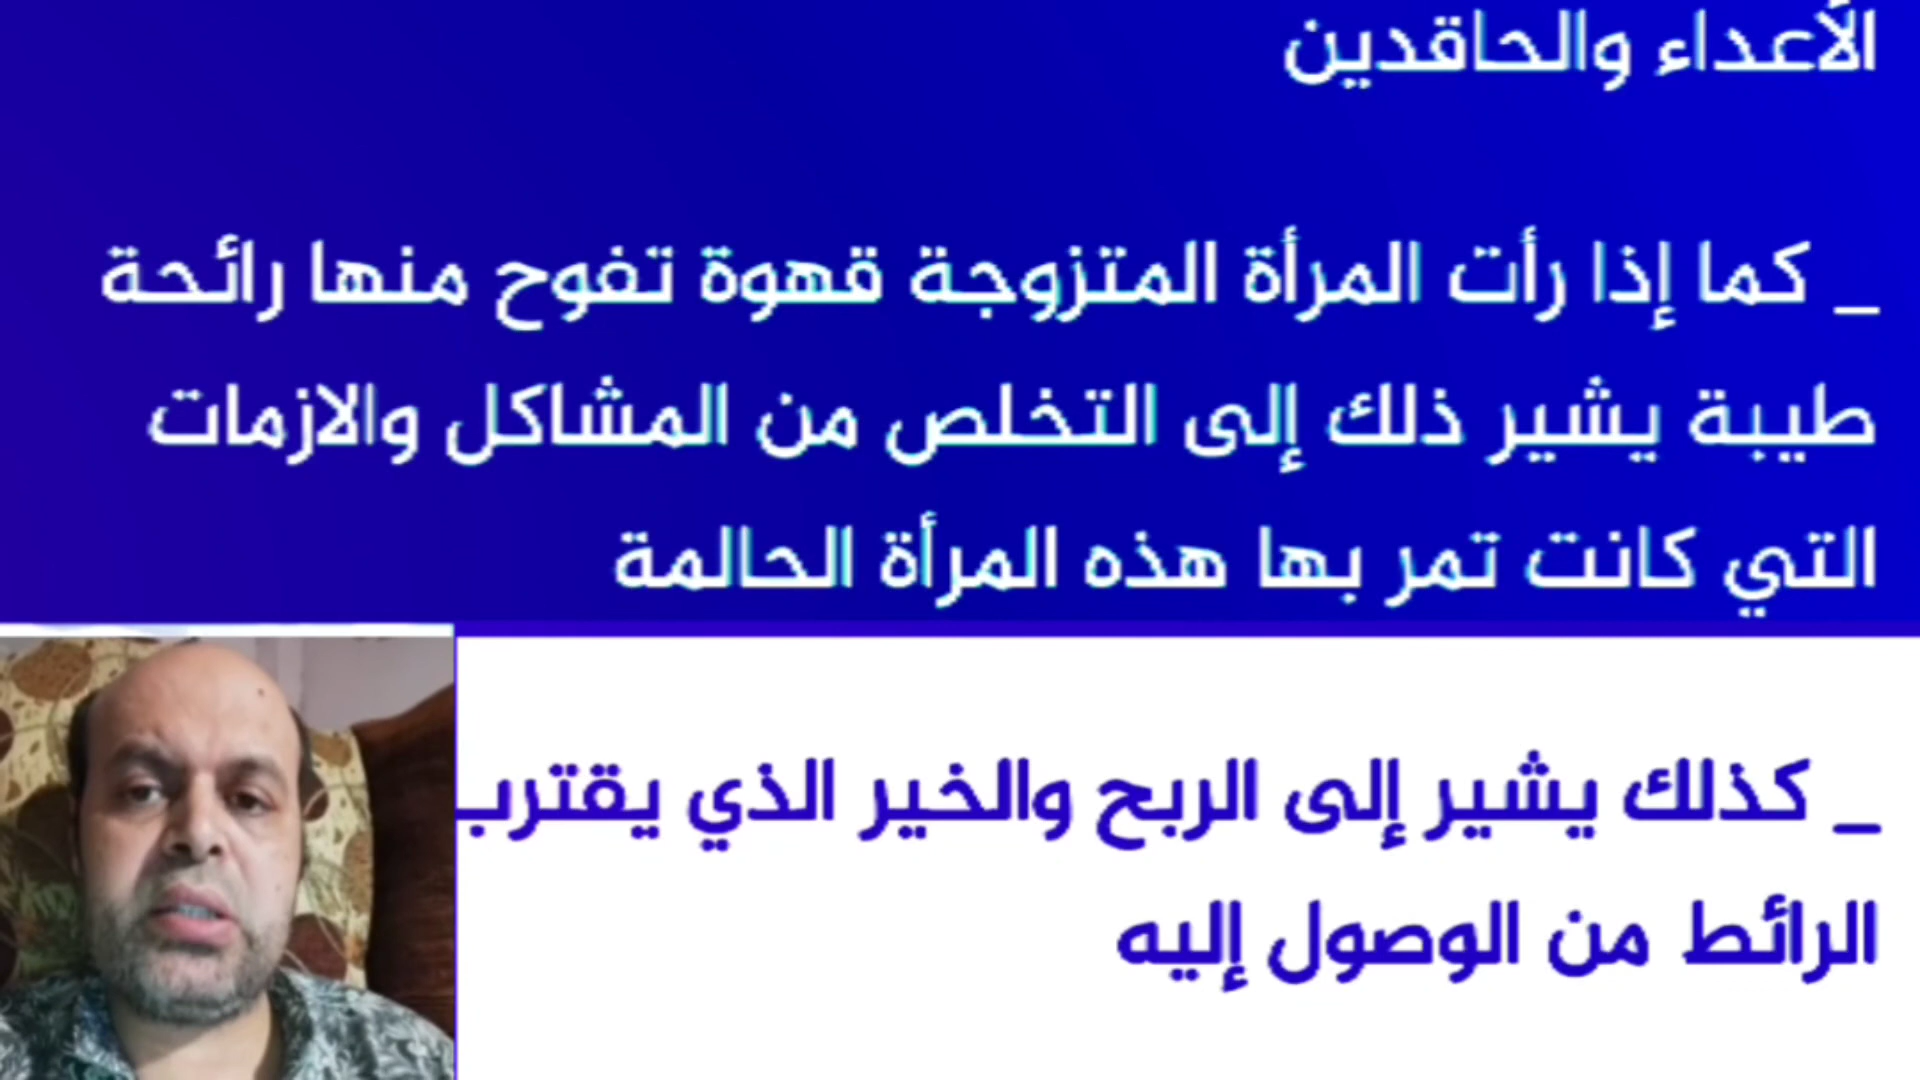 الأعداء والحاقدين
_ كما إذا رأت المرأة المتزوجة قهوة تفوح منها رائحة
طيبة يشير ذلك إلى التخلص من المشاكل والازمات
التي كانت تمر بها هذه المرأة الحالمة
_ كذلك يشير إلى الربح والخير الذي يقترب
الرائط من الوصول إليه